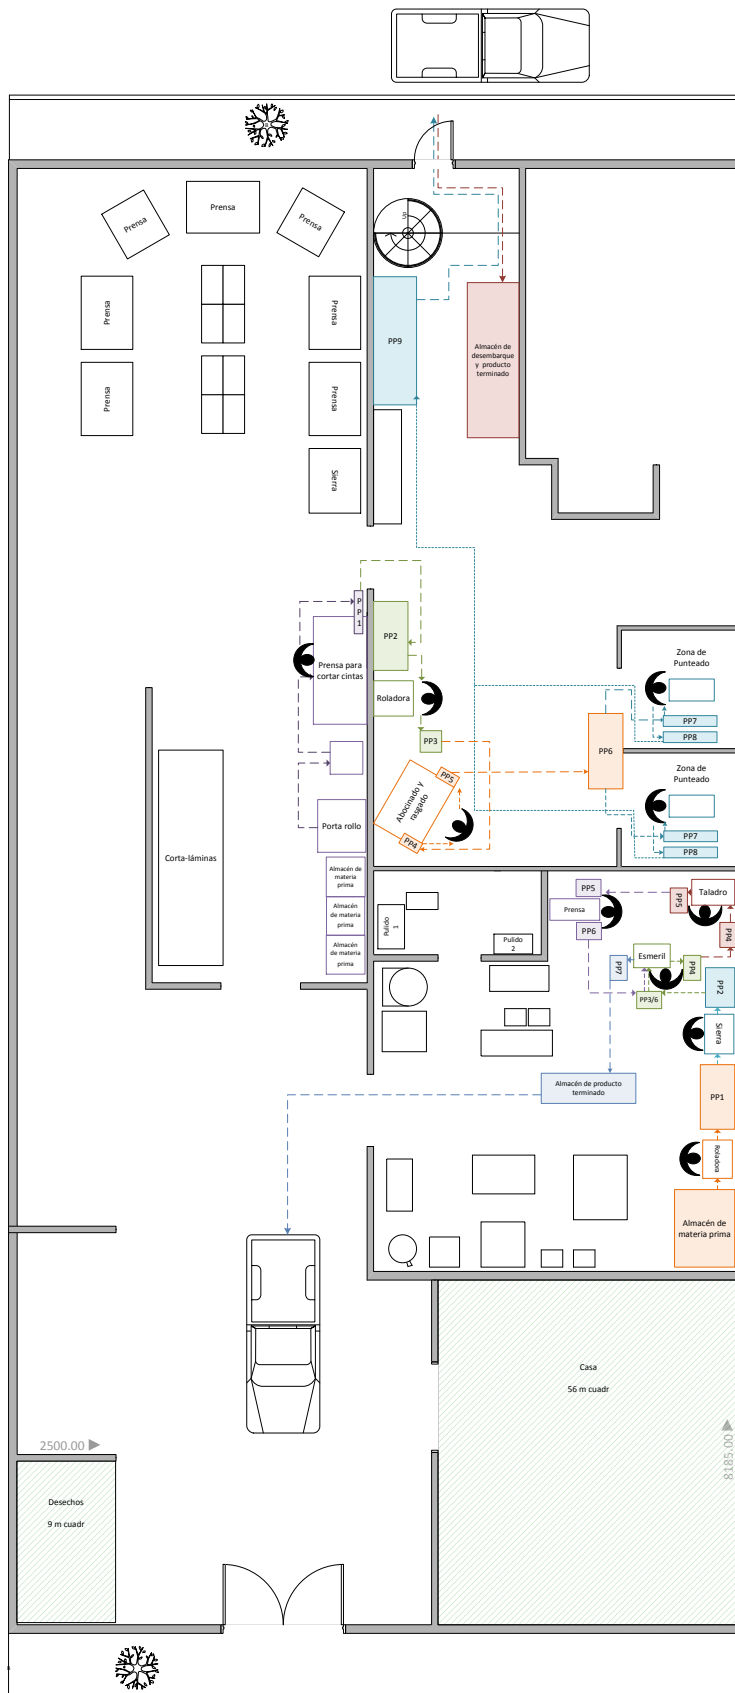 Prensa
Prensa
Prensa
Up
Prensa
Prensa
PP9
Almacén de
desembarque
y producto
terminado
Prensa
Prensa
Sierra
P
P
1
PP2
Prensa para
cortar cintas
Roladora
PP3
Zona de
Punteado
PP7
PP8
PP6
PP5
Abocinado y
rasgado
PP4
Zona de
Punteado
PP7
PP8
Corta-láminas
Porta rollo
Almacén de
materia
prima
Almacén
de materia
prima
Almacén
de materia
prima
Pulido
1
Pulido
2
PP5
Prensa
PP6
Taladro
PP5
PP4
Esmeril
PP7
PP4
PP3/6
PP2
Sierra
PP1
Almacén de producto
terminado
Roladora
Almacén de
materia prima
Casa
56 m cuadr
2500.00
8185.00
Desechos
9 m cuadr